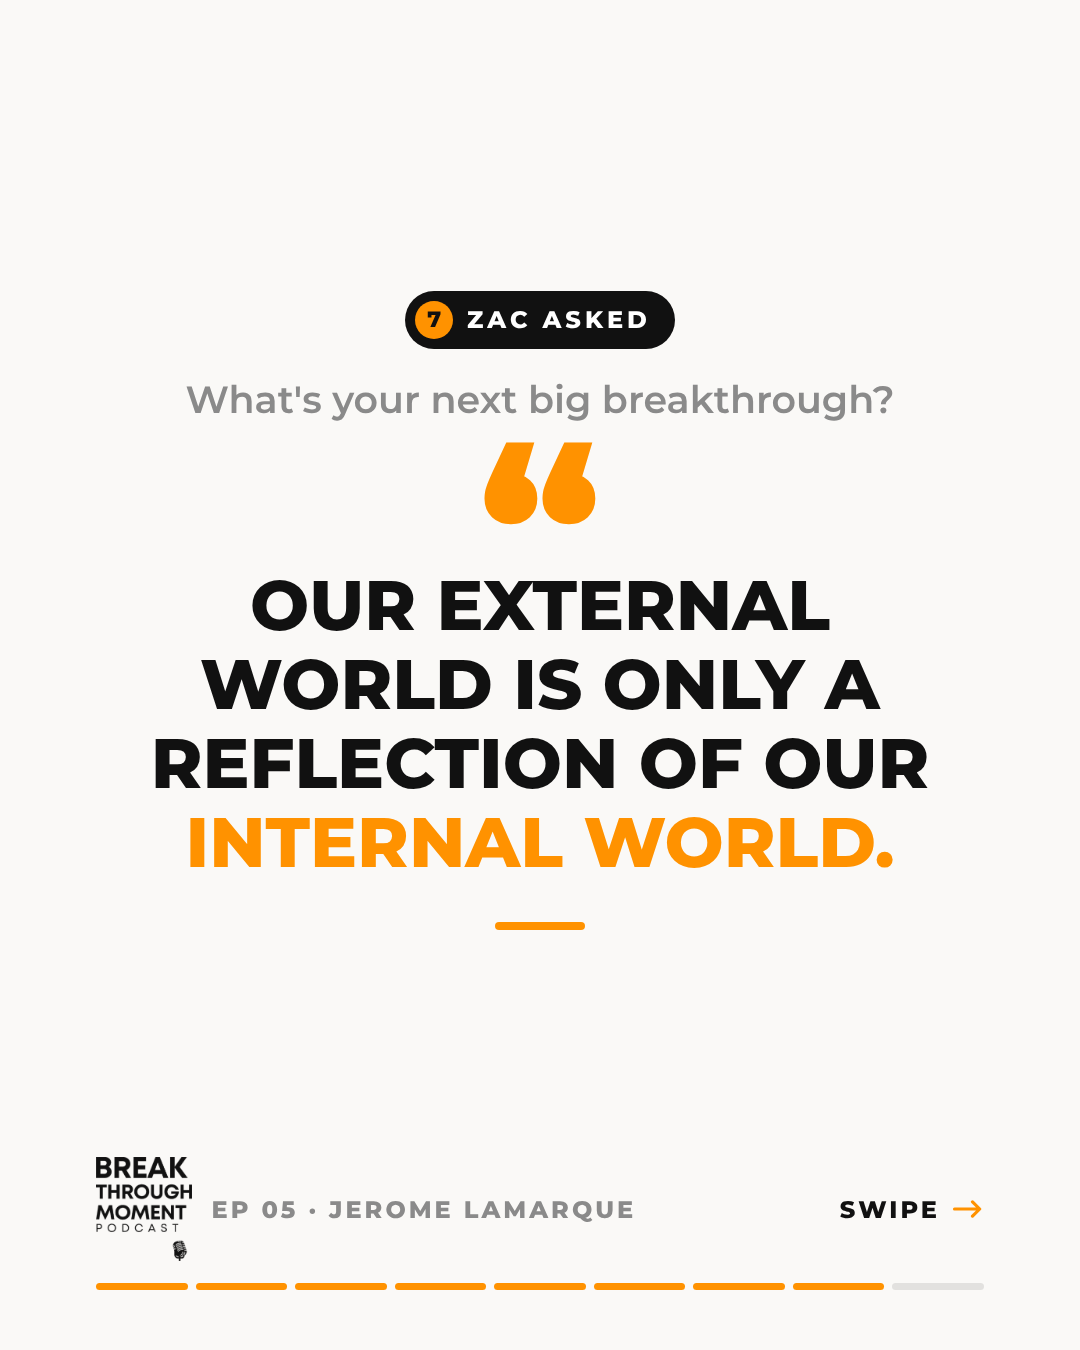 7 ZAC ASKED
What's your next big breakthrough?
“
OUR EXTERNAL
WORLD IS ONLY A
REFLECTION OF OUR
INTERNAL WORLD.
BREAK
THROUGH
MOMENT
PODCAST
EP 05 · JEROME LAMARQUE
SWIPE →